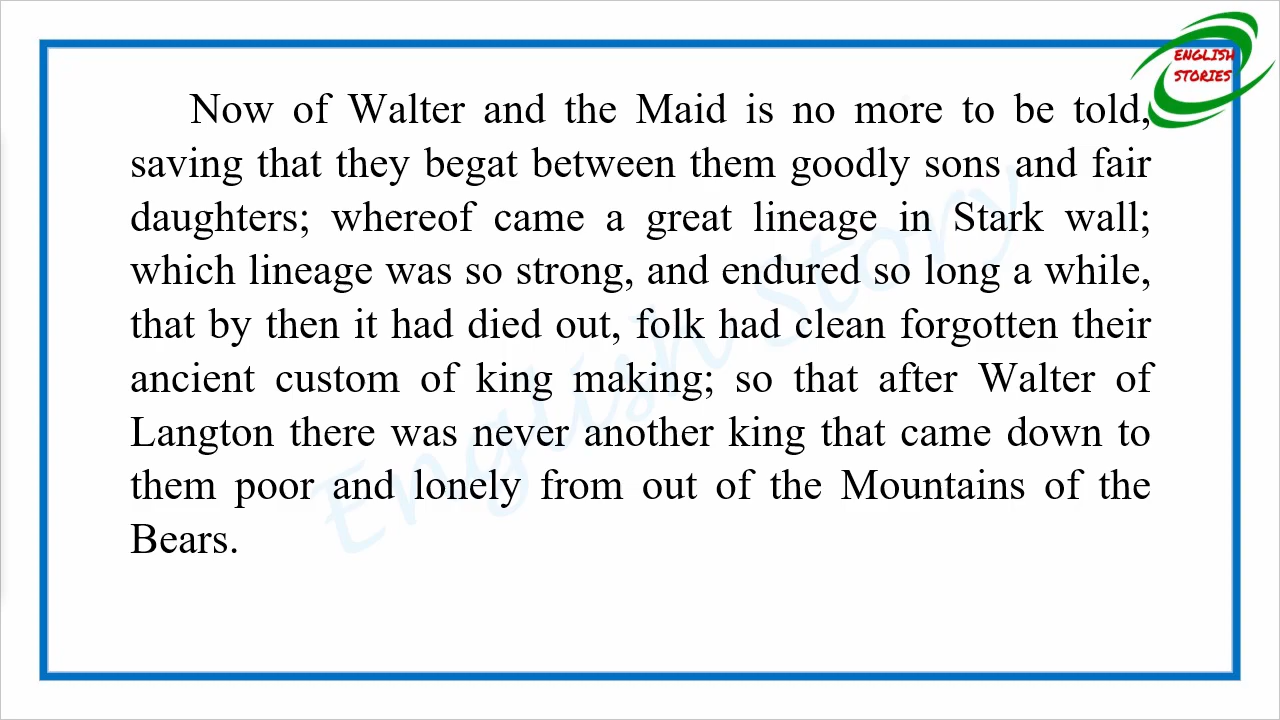 ENGLISH
STORIES
Now of Walter and the Maid is no more to be told,
saving that they begat between them goodly sons and fair
daughters; whereof came a great lineage in Stark wall;
which lineage was so strong, and endured so long a while,
that by then it had died out, folk had clean forgotten their
ancient custom of king making; so that after Walter of
Langton there was never another king that came down to
them poor and lonely from out of the Mountains of the
Bears.
English Story